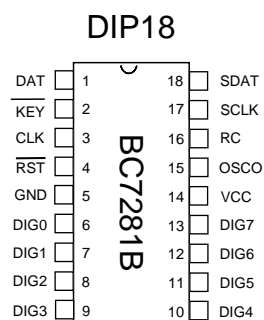 DIP18
DAT 1 18 SDAT
KEY 2 17 SCLK
CLK 3 16 RC
RST 4 15 OSCO
GND 5 14 VCC
DIG0 6 13 DIG7
DIG1 7 12 DIG6
DIG2 8 11 DIG5
DIG3 9 10 DIG4
BC7281B